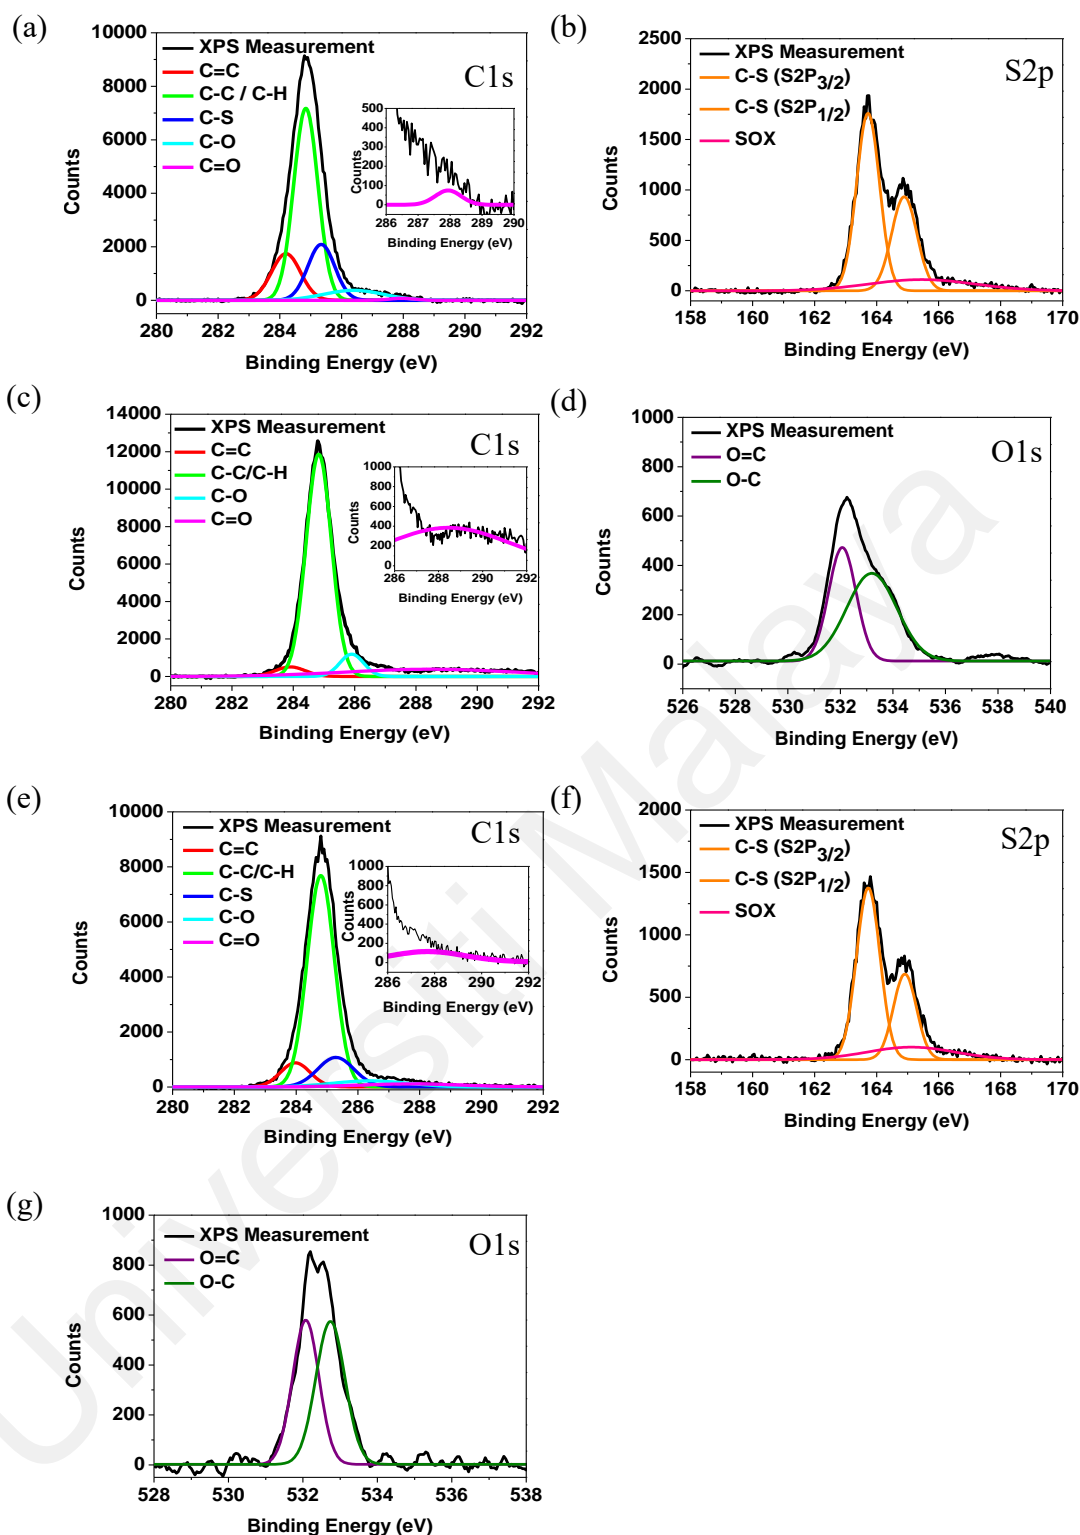 (a)
10000
8000
6000
4000
2000
0
Counts
XPS Measurement
C=C
C-C / C-H
C-S
C-O
C=O
C1s
500
400
300
200
100
0
Counts
286 287 288 289 290
Binding Energy (eV)
280 282 284 286 288 290 292
Binding Energy (eV)
(b)
2500
2000
1500
1000
500
0
Counts
XPS Measurement
C-S (S2P3/2)
C-S (S2P1/2)
SOX
S2p
158 160 162 164 166 168 170
Binding Energy (eV)
(c)
14000
12000
10000
8000
6000
4000
2000
0
Counts
XPS Measurement
C=C
C-C/C-H
C-O
C=O
C1s
1000
800
600
400
200
0
Counts
286 288 290 292
Binding Energy (eV)
280 282 284 286 288 290 292
Binding Energy (eV)
(d)
1000
800
600
400
200
0
Counts
XPS Measurement
O=C
O-C
O1s
526 528 530 532 534 536 538 540
Binding Energy (eV)
(e)
10000
8000
6000
4000
2000
0
Counts
XPS Measurement
C=C
C-C/C-H
C-S
C-O
C=O
C1s
1000
800
600
400
200
0
Counts
286 288 290 292
Binding Energy (eV)
280 282 284 286 288 290 292
Binding Energy (eV)
(f)
2000
1500
1000
500
0
Counts
XPS Measurement
C-S (S2P3/2)
C-S (S2P1/2)
SOX
S2p
158 160 162 164 166 168 170
Binding Energy (eV)
(g)
1000
800
600
400
200
0
Counts
XPS Measurement
O=C
O-C
O1s
528 530 532 534 536 538
Binding Energy (eV)
Universiti Malaya